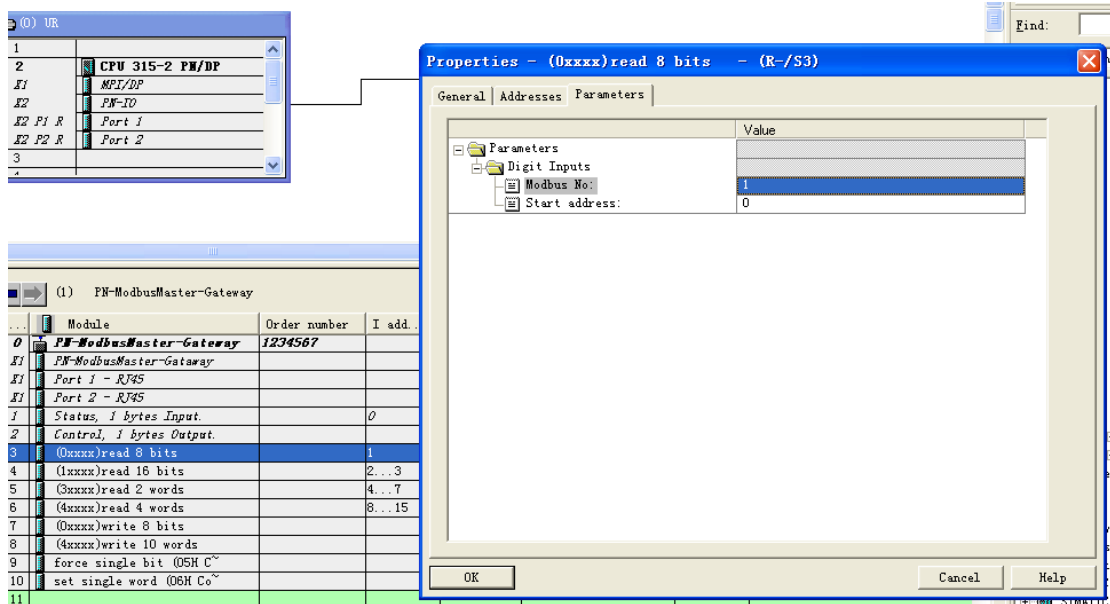 (0) UR
1
2 CPU 315-2 PN/DP
X1 MPI/DP
X2 PN-IO
X2 P1 R Port 1
X2 P2 R Port 2
3
Find:
Properties - (0xxxx)read 8 bits - (R-/S3)
General Addresses Parameters
Value
Parameters
Digit Inputs
Modbus No: 1
Start address: 0
OK Cancel Help
(1) PN-ModbusMaster-Gateway
... Module Order number I add...
0 PN-ModbusMaster-Gateway 1234567
X1 PN-ModbusMaster-Gataway
X1 Port 1 - RJ45
X1 Port 2 - RJ45
1 Status, 1 bytes Input. 0
2 Control, 1 bytes Output.
3 (0xxxx)read 8 bits 1
4 (1xxxx)read 16 bits 2...3
5 (3xxxx)read 2 words 4...7
6 (4xxxx)read 4 words 8...15
7 (0xxxx)write 8 bits
8 (4xxxx)write 10 words
9 force single bit (05H C~
10 set single word (06H Co~
11